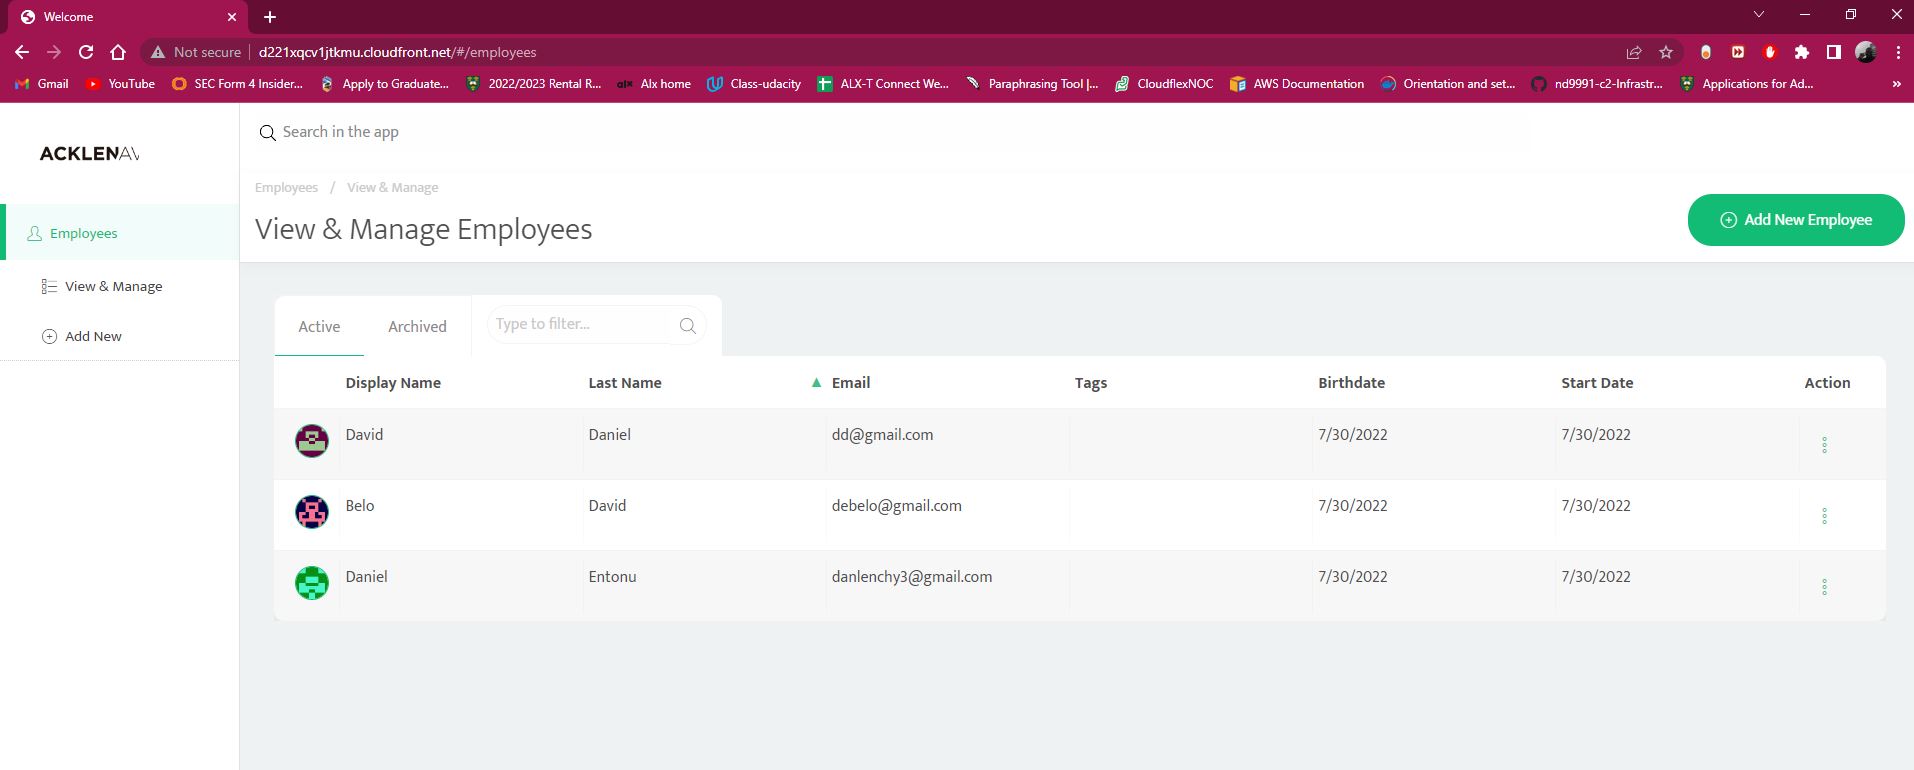 Welcome
Not secure d221xqcv1jtkmu.cloudfront.net/#/employees
Gmail YouTube SEC Form 4 Insider... Apply to Graduate... 2022/2023 Rental R... alx Alx home Class-udacity ALX-T Connect We... Paraphrasing Tool |... CloudflexNOC AWS Documentation Orientation and set... nd9991-c2-Infrastr... Applications for Ad... »
ACKLENAV
Search in the app
Employees / View & Manage
View & Manage Employees
Add New Employee
Employees
View & Manage
Add New
Active Archived Type to filter...
Display Name Last Name ▲ Email Tags Birthdate Start Date Action
David Daniel dd@gmail.com 7/30/2022 7/30/2022
Belo David debelo@gmail.com 7/30/2022 7/30/2022
Daniel Entonu danlenchy3@gmail.com 7/30/2022 7/30/2022